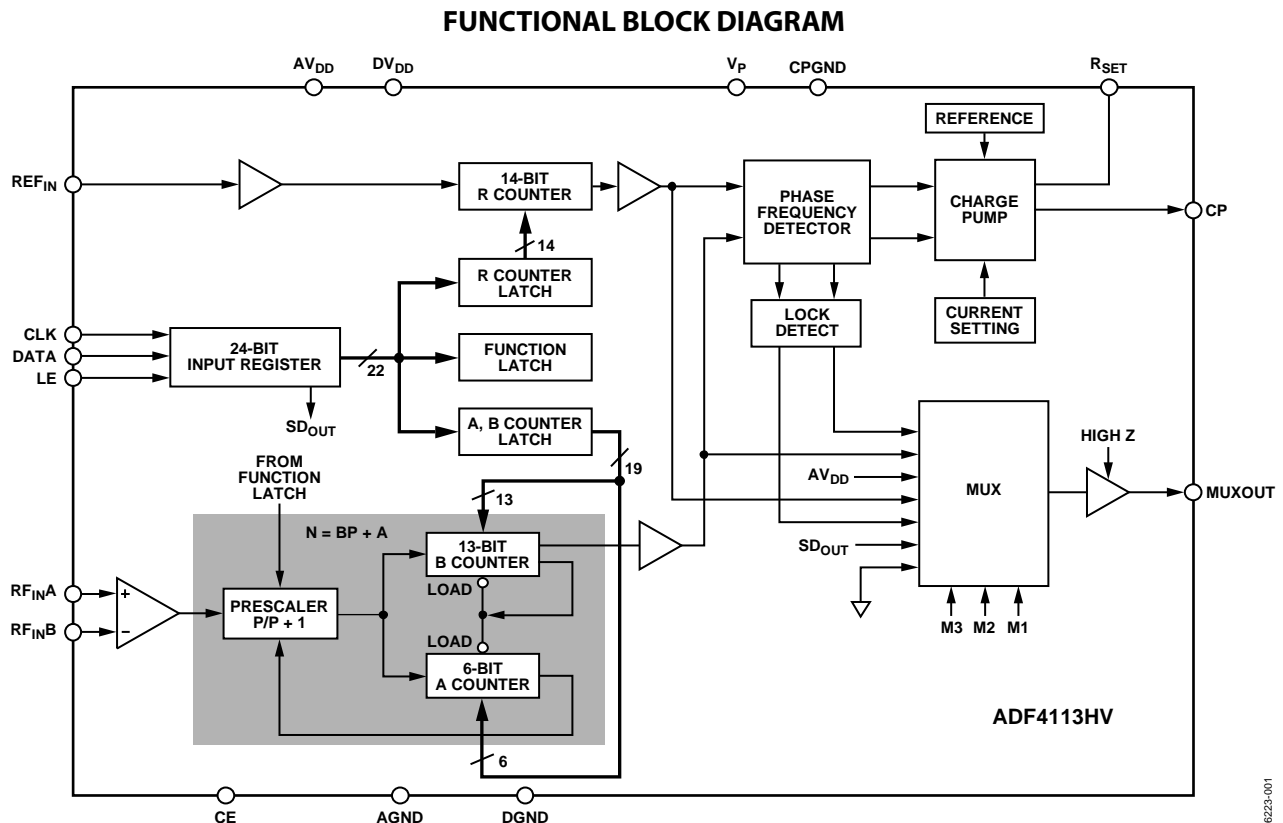 FUNCTIONAL BLOCK DIAGRAM
AVDD
DVDD
VP
CPGND
RSET
REFERENCE
REFIN
14-BIT
R COUNTER
PHASE
FREQUENCY
DETECTOR
CHARGE
PUMP
CP
14
R COUNTER
LATCH
LOCK
DETECT
CURRENT
SETTING
CLK
DATA
LE
24-BIT
INPUT REGISTER
22
FUNCTION
LATCH
SDOUT
A, B COUNTER
LATCH
19
FROM
FUNCTION
LATCH
13
AVDD
MUX
HIGH Z
MUXOUT
N = BP + A
13-BIT
B COUNTER
SDOUT
RFINA
RFINB
+
−
PRESCALER
P/P + 1
LOAD
LOAD
6-BIT
A COUNTER
M3
M2
M1
ADF4113HV
6
CE
AGND
DGND
6223-001